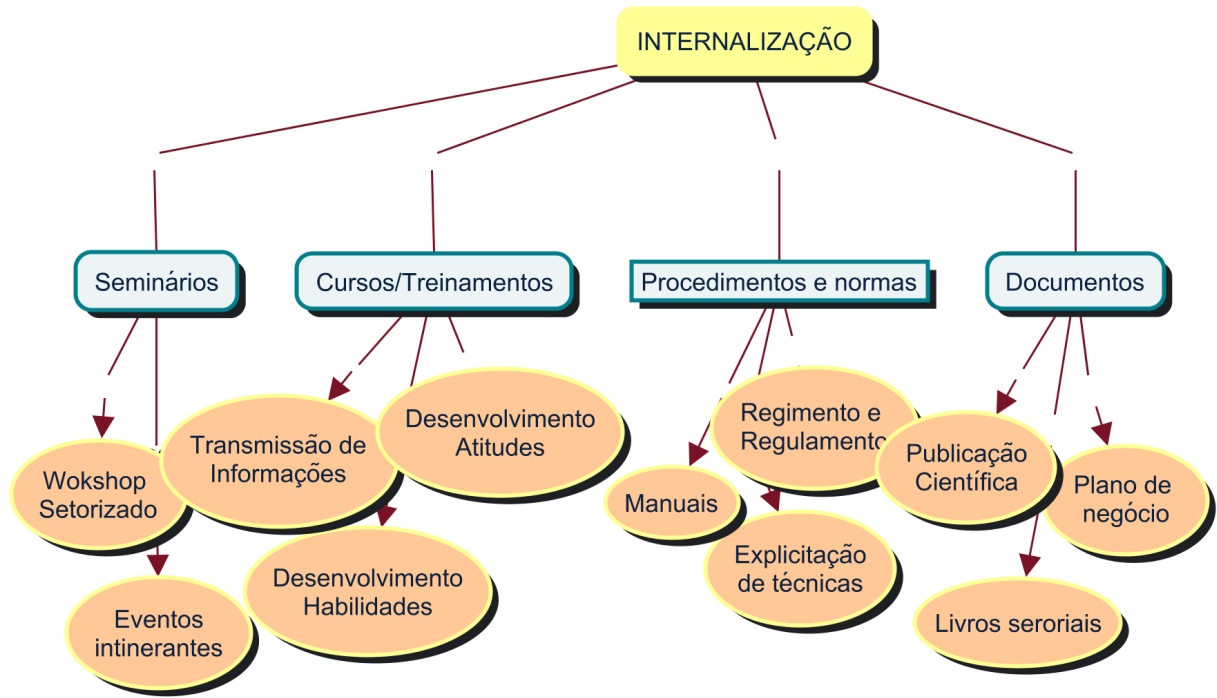 INTERNALIZAÇÃO
Seminários
Cursos/Treinamentos
Procedimentos e normas
Documentos
Wokshop
Setorizado
Eventos
intinerantes
Transmissão de
Informações
Desenvolvimento
Habilidades
Desenvolvimento
Atitudes
Manuais
Regimento e
Regulamento
Explicitação
de técnicas
Publicação
Científica
Livros seroriais
Plano de
negócio